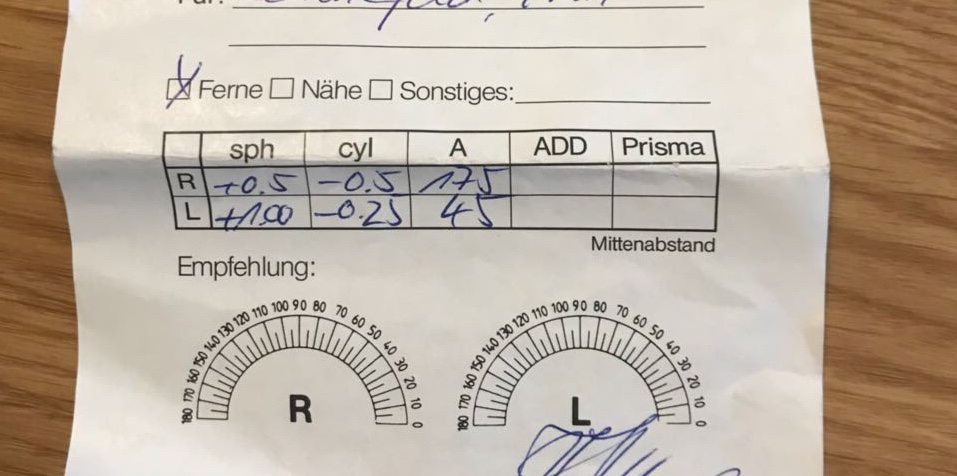 Für:
Ferne Nähe Sonstiges:
sph cyl A ADD Prisma
R +0.5 -0.5 175
L +1.00 -0.25 45
Mittenabstand
Empfehlung:
180 170 160 150 140 130 120 110 100 90 80 70 60 50 40 30 20 10 0
R
180 170 160 150 140 130 120 110 100 90 80 70 60 50 40 30 20 10 0
L